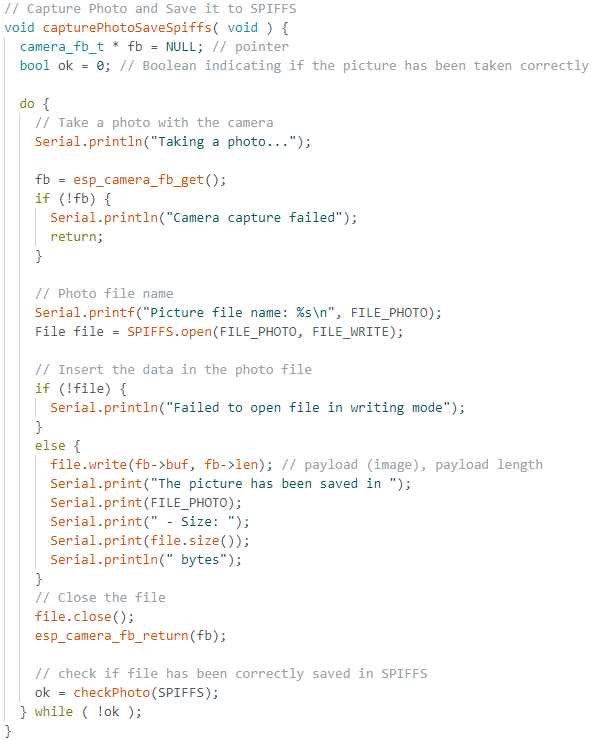 // Capture Photo and Save it to SPIFFS
void capturePhotoSaveSpiffs( void ) {
  camera_fb_t * fb = NULL; // pointer
  bool ok = 0; // Boolean indicating if the picture has been taken correctly

  do {
    // Take a photo with the camera
    Serial.println("Taking a photo...");

    fb = esp_camera_fb_get();
    if (!fb) {
      Serial.println("Camera capture failed");
      return;
    }

    // Photo file name
    Serial.printf("Picture file name: %s\n", FILE_PHOTO);
    File file = SPIFFS.open(FILE_PHOTO, FILE_WRITE);

    // Insert the data in the photo file
    if (!file) {
      Serial.println("Failed to open file in writing mode");
    }
    else {
      file.write(fb->buf, fb->len); // payload (image), payload length
      Serial.print("The picture has been saved in ");
      Serial.print(FILE_PHOTO);
      Serial.print(" - Size: ");
      Serial.print(file.size());
      Serial.println(" bytes");
    }
    // Close the file
    file.close();
    esp_camera_fb_return(fb);

    // check if file has been correctly saved in SPIFFS
    ok = checkPhoto(SPIFFS);
  } while ( !ok );
}